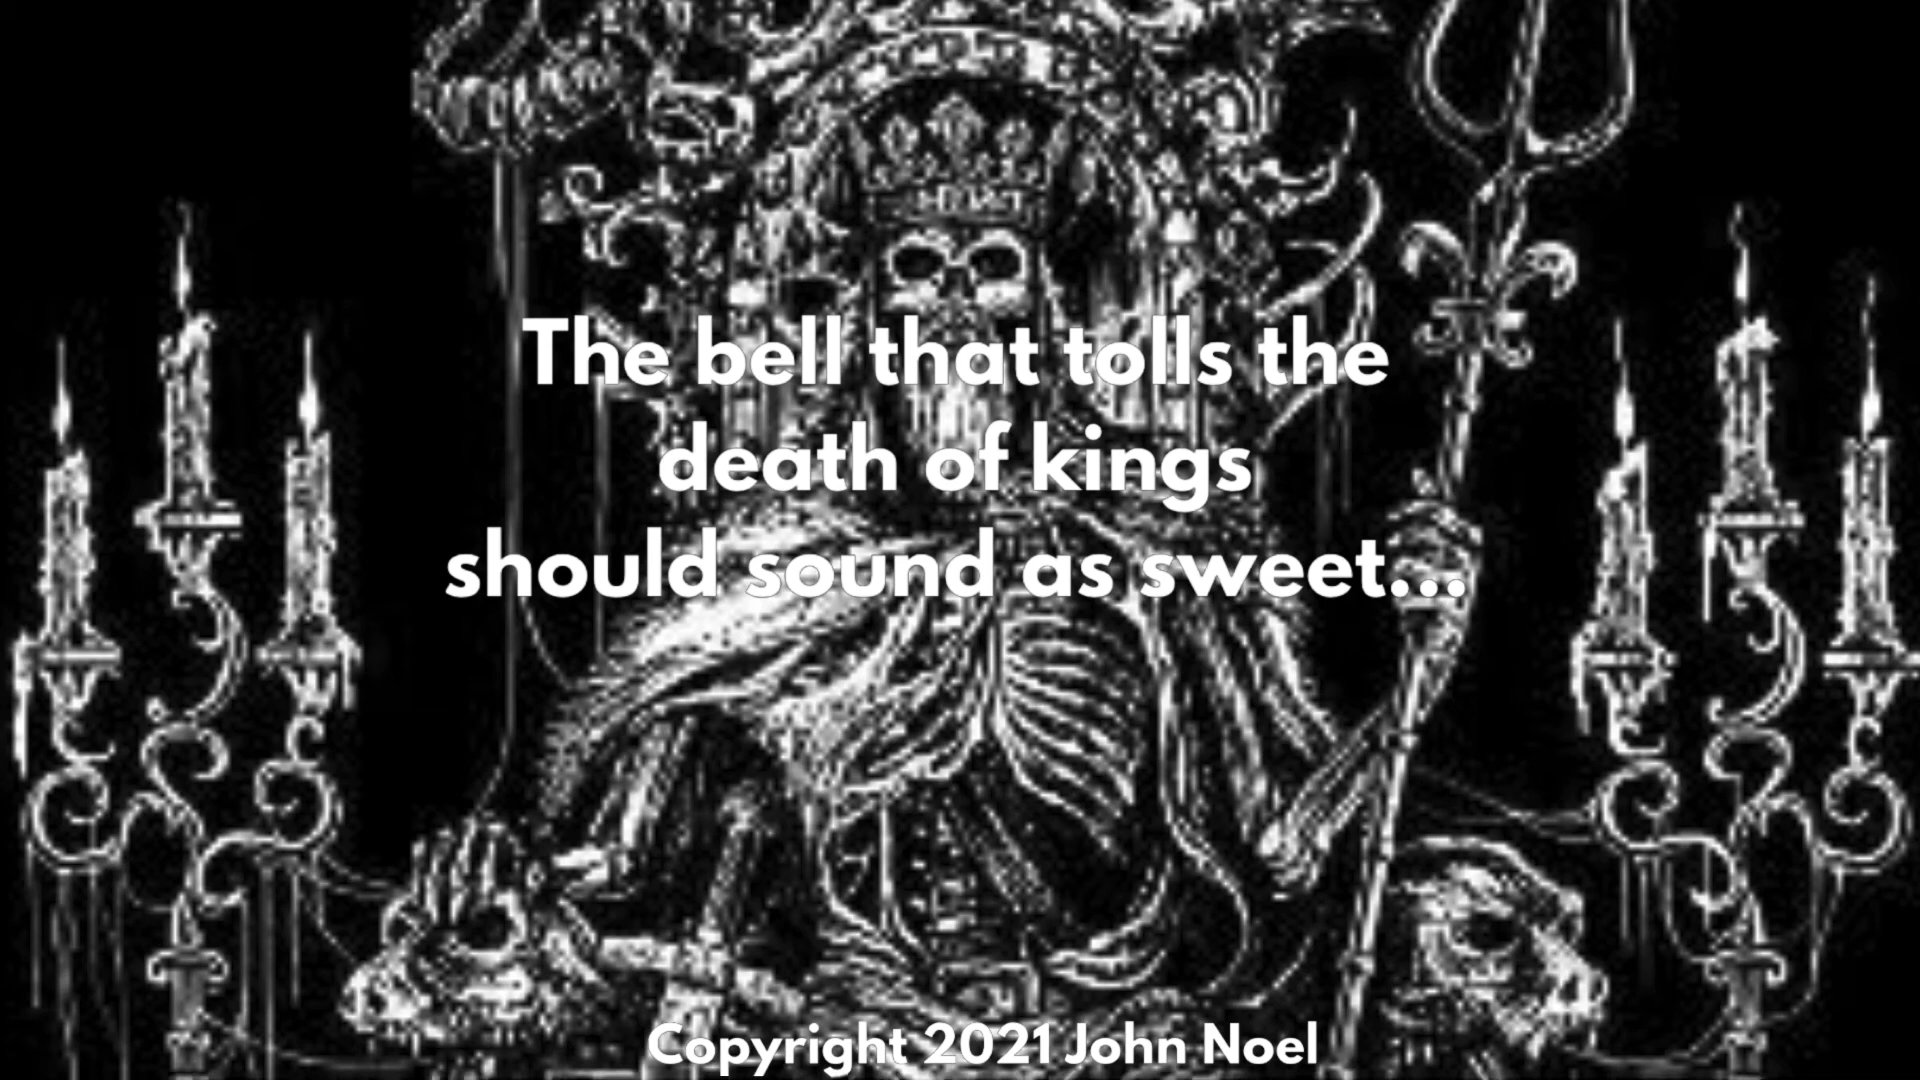 The bell that tolls the
death of kings
should sound as sweet...
Copyright 2021 John Noel